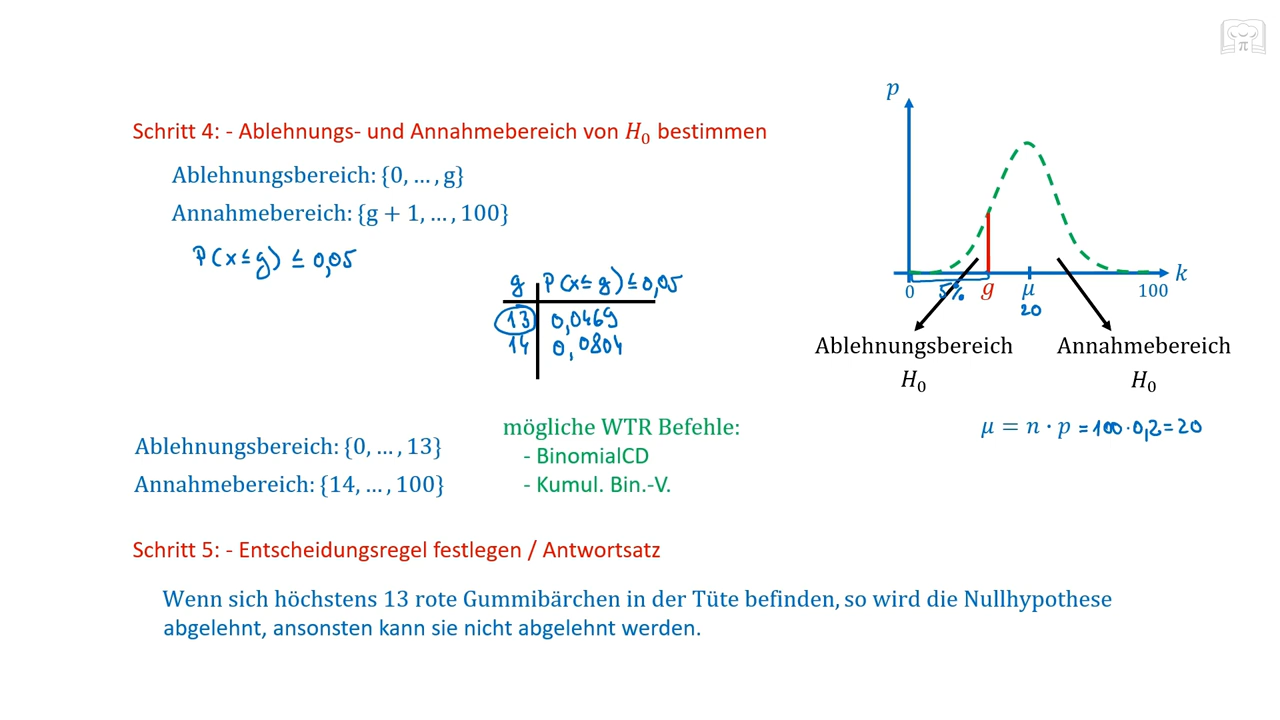 Schritt 4: - Ablehnungs- und Annahmebereich von H₀ bestimmen
Ablehnungsbereich: {0, … , g}
Annahmebereich: {g + 1, … , 100}
P(x ≤ g) ≤ 0,05
g P(x ≤ g) ≤ 0,05
13 0,0469
14 0,0804
p
k
0 5% g μ 100
20
Ablehnungsbereich Annahmebereich
H₀ H₀
μ = n · p = 100 · 0,2 = 20
Ablehnungsbereich: {0, … , 13}
Annahmebereich: {14, … , 100}
mögliche WTR Befehle:
- BinomialCD
- Kumul. Bin.-V.
Schritt 5: - Entscheidungsregel festlegen / Antwortsatz
Wenn sich höchstens 13 rote Gummibärchen in der Tüte befinden, so wird die Nullhypothese
abgelehnt, ansonsten kann sie nicht abgelehnt werden.
π